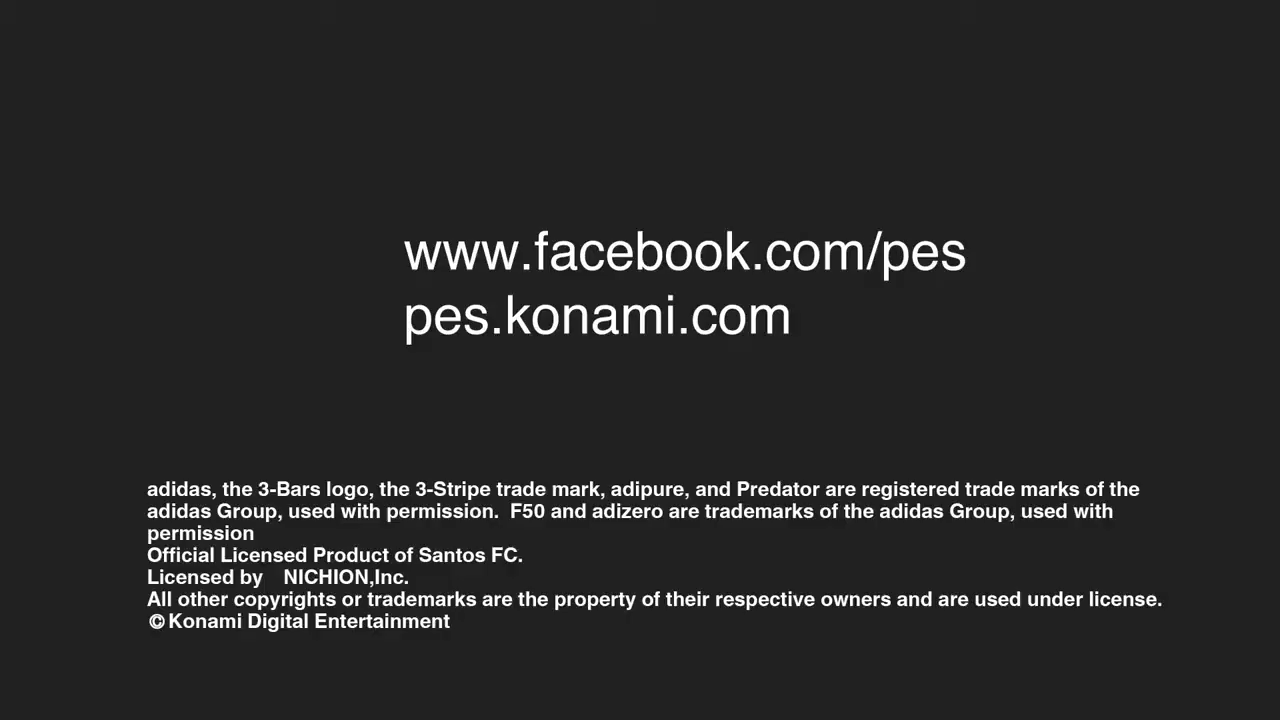 www.facebook.com/pes
pes.konami.com
adidas, the 3-Bars logo, the 3-Stripe trade mark, adipure, and Predator are registered trade marks of the
adidas Group, used with permission.  F50 and adizero are trademarks of the adidas Group, used with
permission
Official Licensed Product of Santos FC.
Licensed by    NICHION,Inc.
All other copyrights or trademarks are the property of their respective owners and are used under license.
©Konami Digital Entertainment